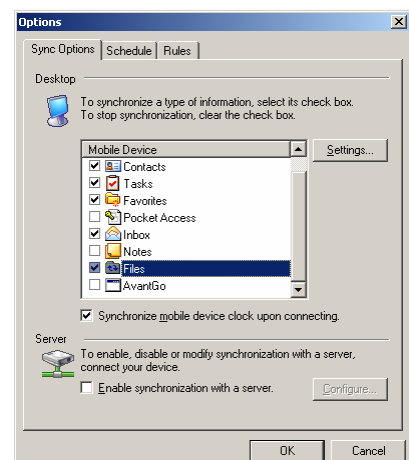 Options
Sync Options Schedule Rules
Desktop
To synchronize a type of information, select its check box.
To stop synchronization, clear the check box.
Mobile Device
Settings...
Contacts
Tasks
Favorites
Pocket Access
Inbox
Notes
Files
AvantGo
Synchronize mobile device clock upon connecting.
Server
To enable, disable or modify synchronization with a server,
connect your device.
Enable synchronization with a server.
Configure...
OK Cancel